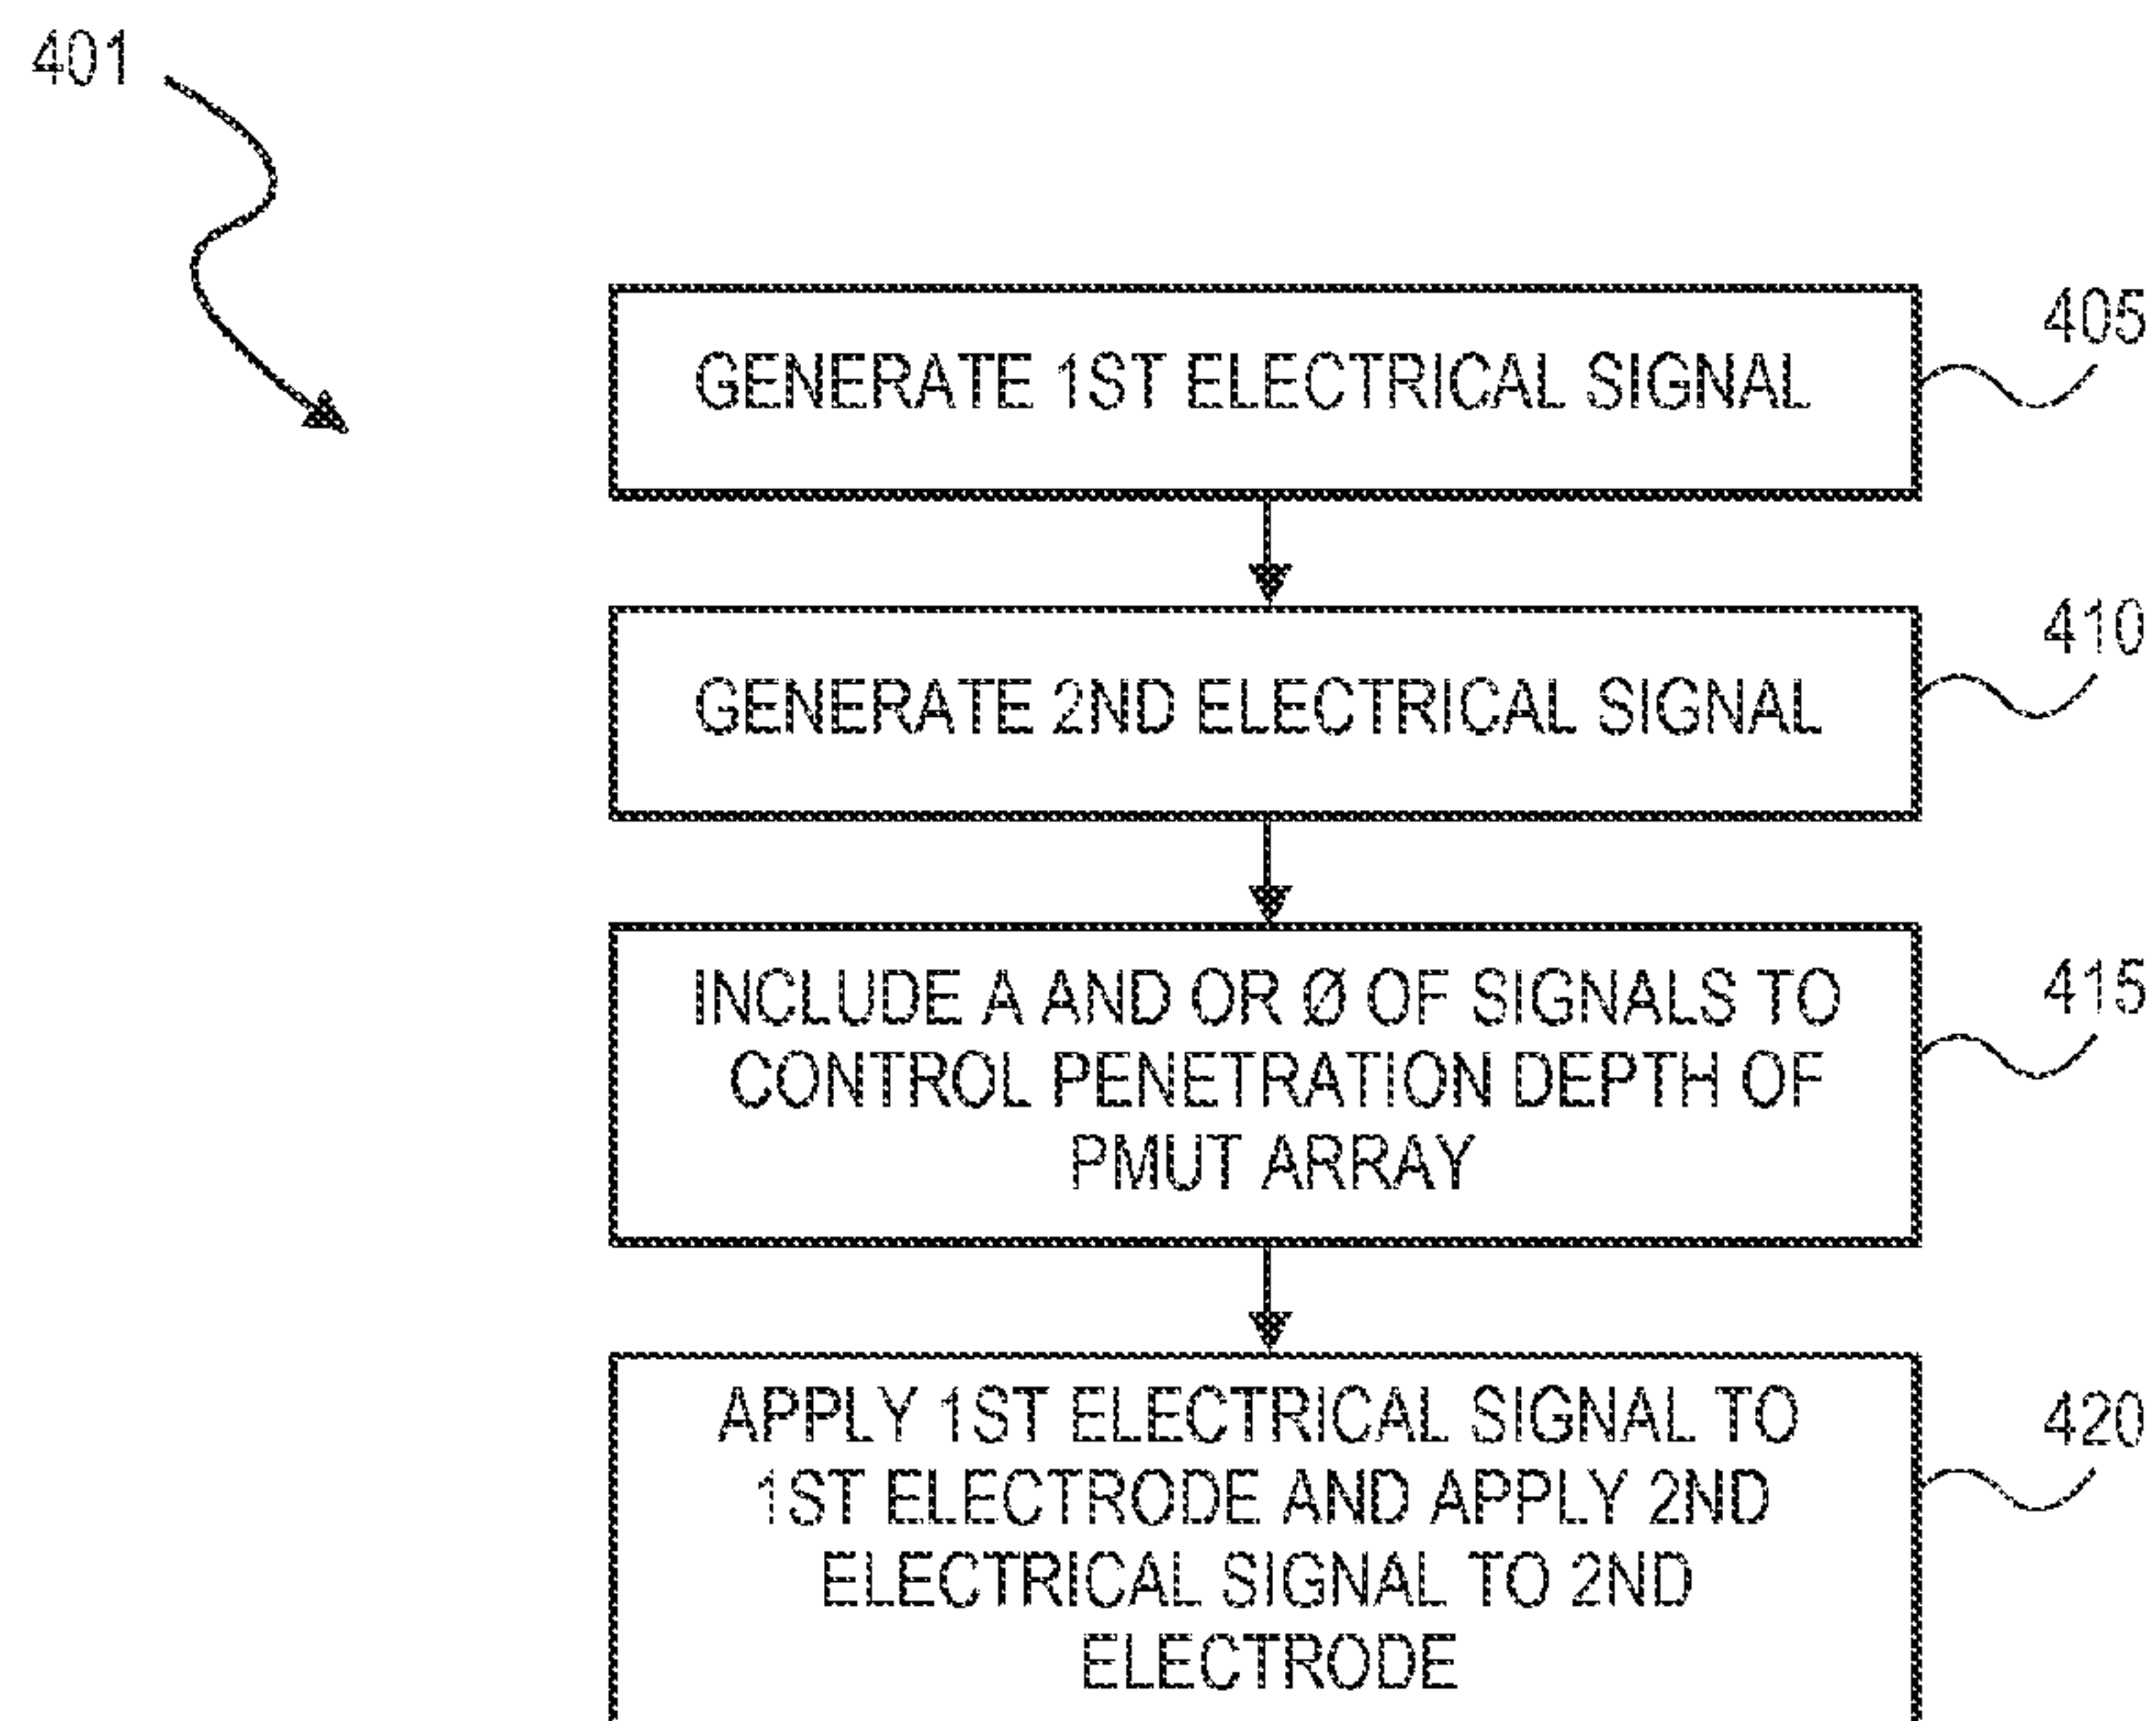 401
GENERATE 1ST ELECTRICAL SIGNAL
405
GENERATE 2ND ELECTRICAL SIGNAL
410
INCLUDE A AND OR Ø OF SIGNALS TO
CONTROL PENETRATION DEPTH OF
PMUT ARRAY
415
APPLY 1ST ELECTRICAL SIGNAL TO
1ST ELECTRODE AND APPLY 2ND
ELECTRICAL SIGNAL TO 2ND
ELECTRODE
420